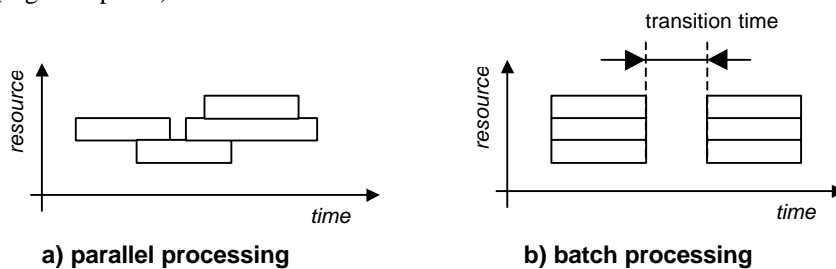 transition time
resource
time
resource
time
a) parallel processing
b) batch processing